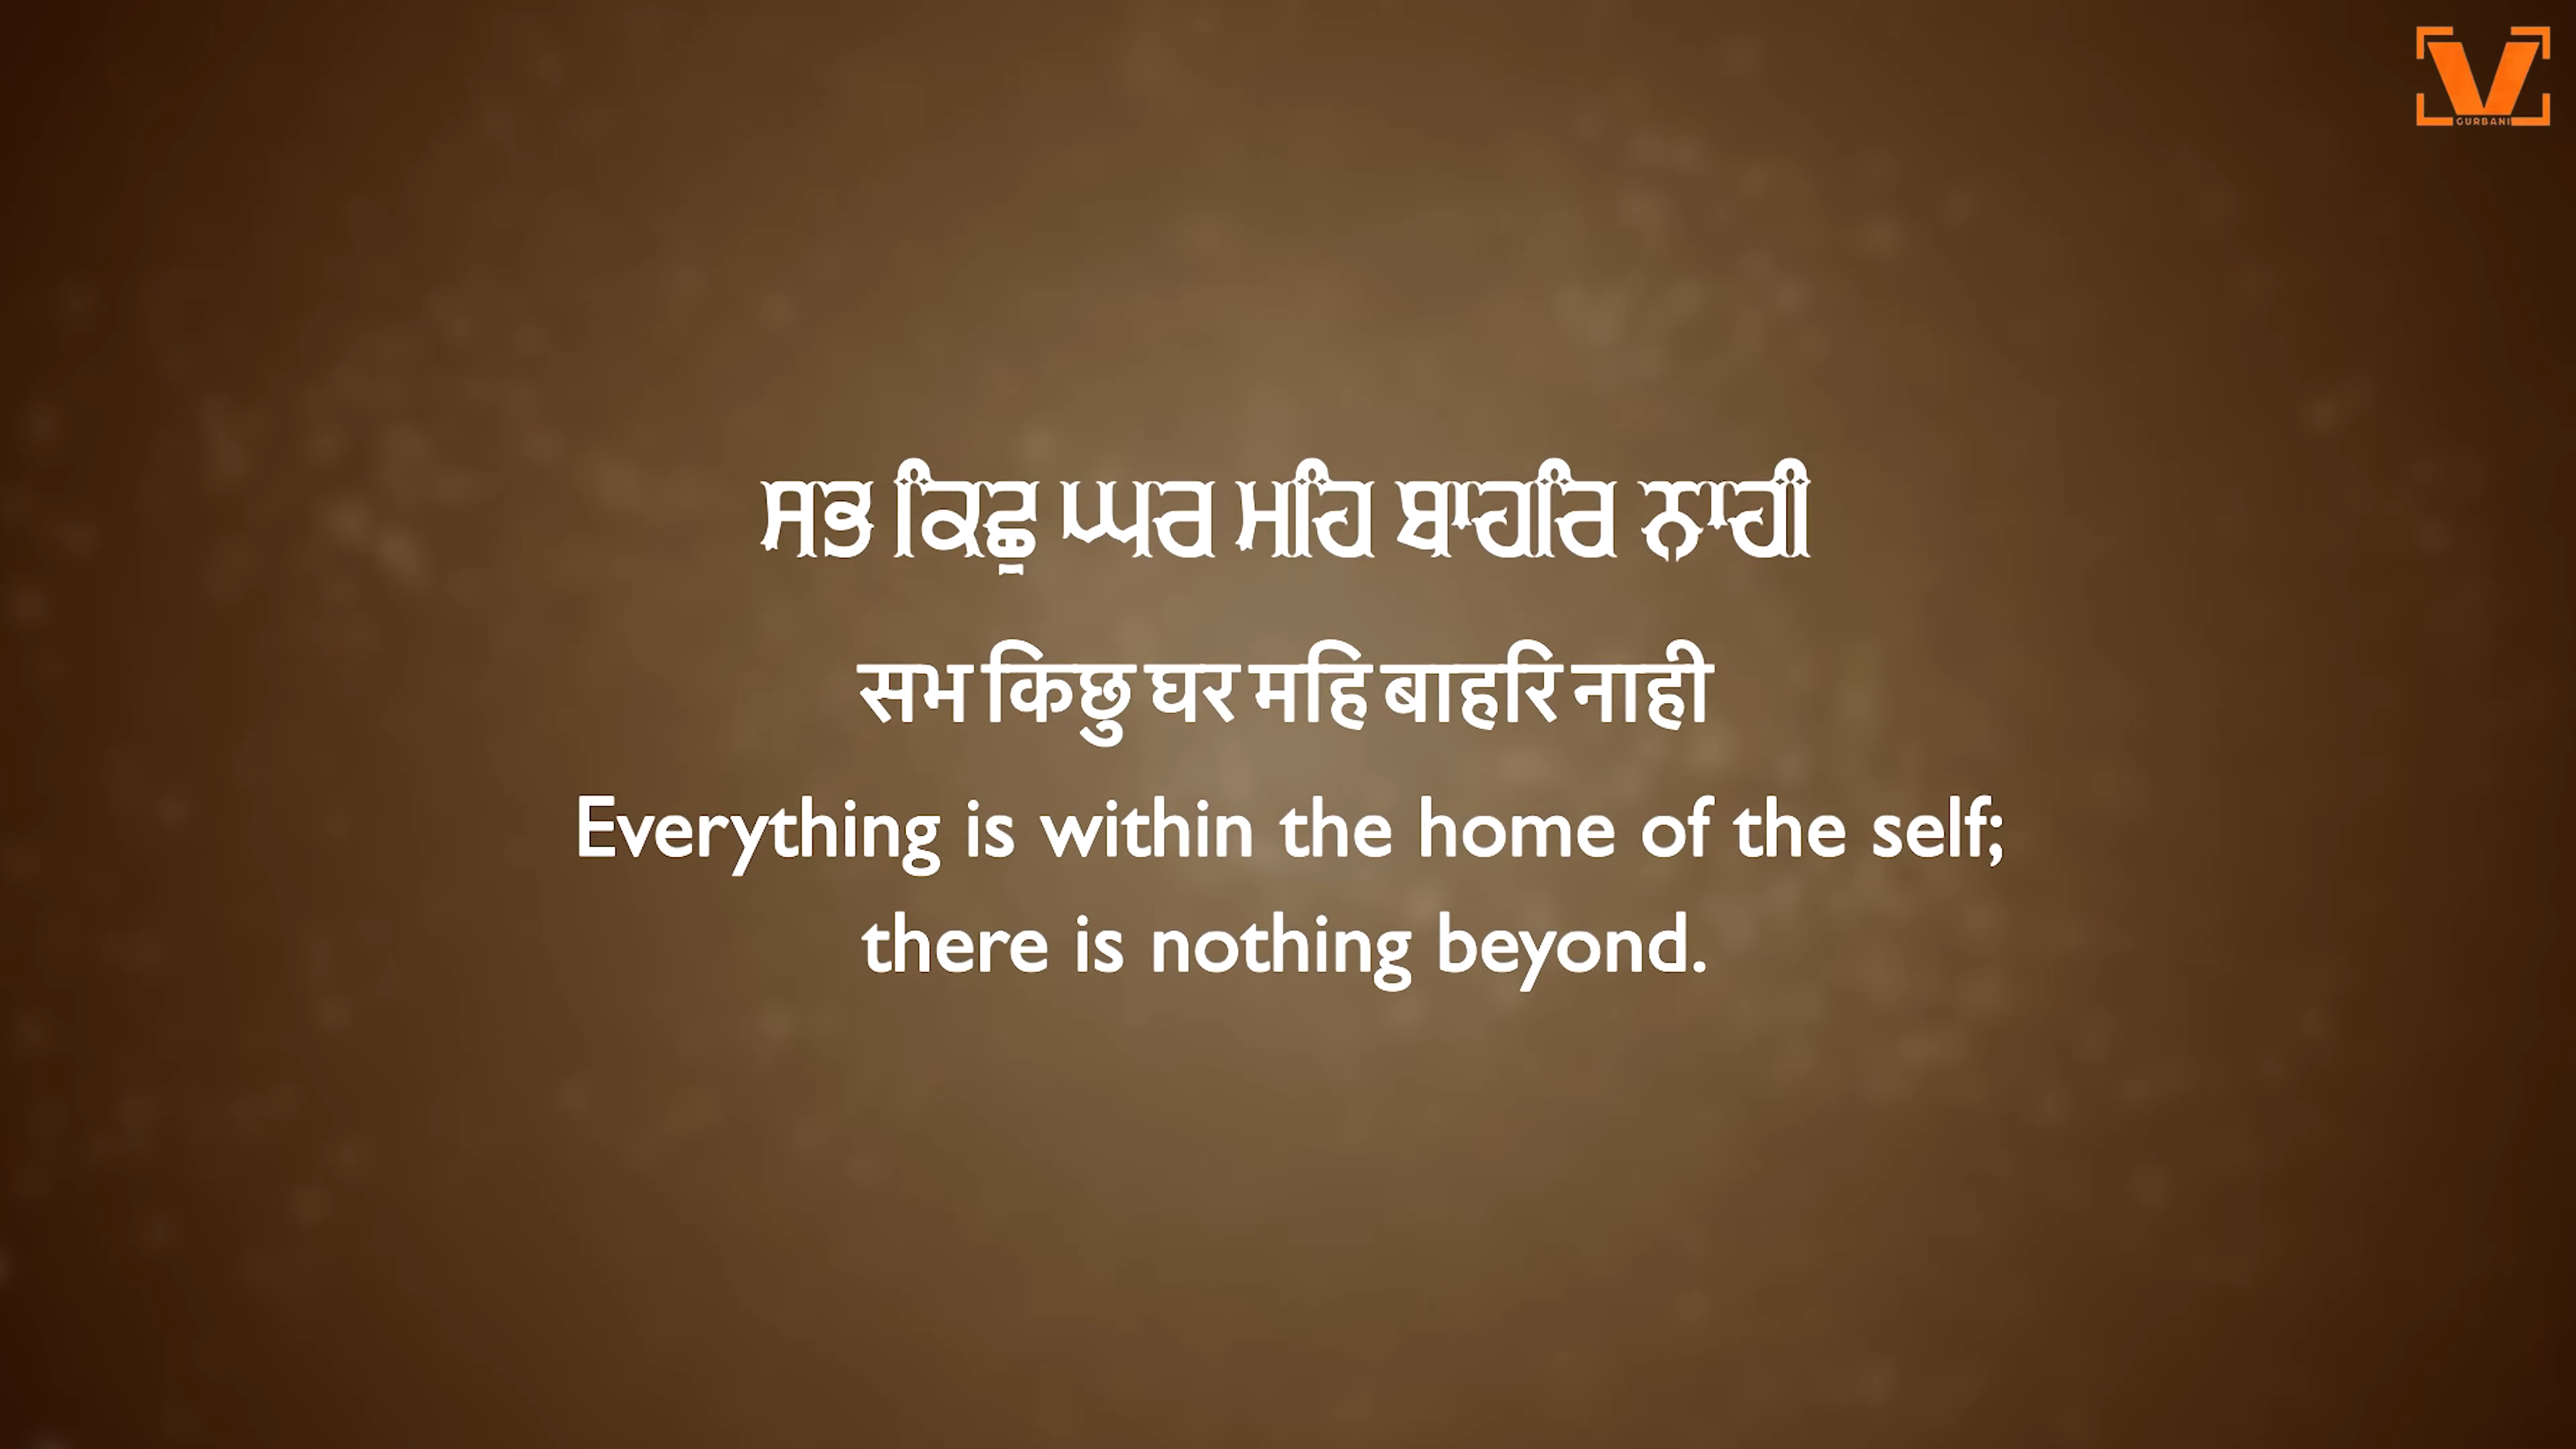 GURBANI
ਸਭ ਕਿਛੁ ਘਰ ਮਹਿ ਬਾਹਰਿ ਨਾਹੀ
सभ किछु घर महि बाहरि नाही
Everything is within the home of the self;
there is nothing beyond.